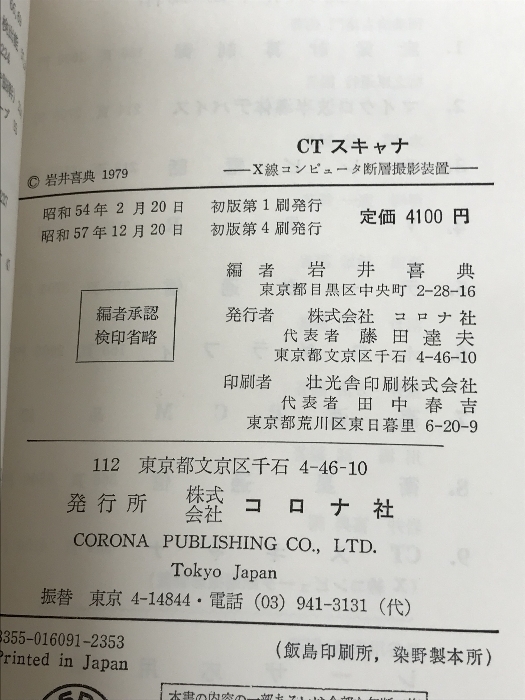 CTスキャナ
—X線コンピュータ断層撮影装置—
© 岩井喜典 1979
昭和54年2月20日 初版第1刷発行
昭和57年12月20日 初版第4刷発行
定価 4100 円
編者 岩井喜典
東京都目黒区中央町 2-28-16
編者承認
検印省略
発行者 株式会社 コロナ社
代表者 藤田達夫
東京都文京区千石 4-46-10
印刷者 壮光舎印刷株式会社
代表者 田中春吉
東京都荒川区東日暮里 6-20-9
112 東京都文京区千石 4-46-10
発行所 株式会社 コロナ社
CORONA PUBLISHING CO., LTD.
Tokyo Japan
振替 東京 4-14844・電話 (03) 941-3131 (代)
3355-016091-2353
Printed in Japan
(飯島印刷所, 染野製本所)